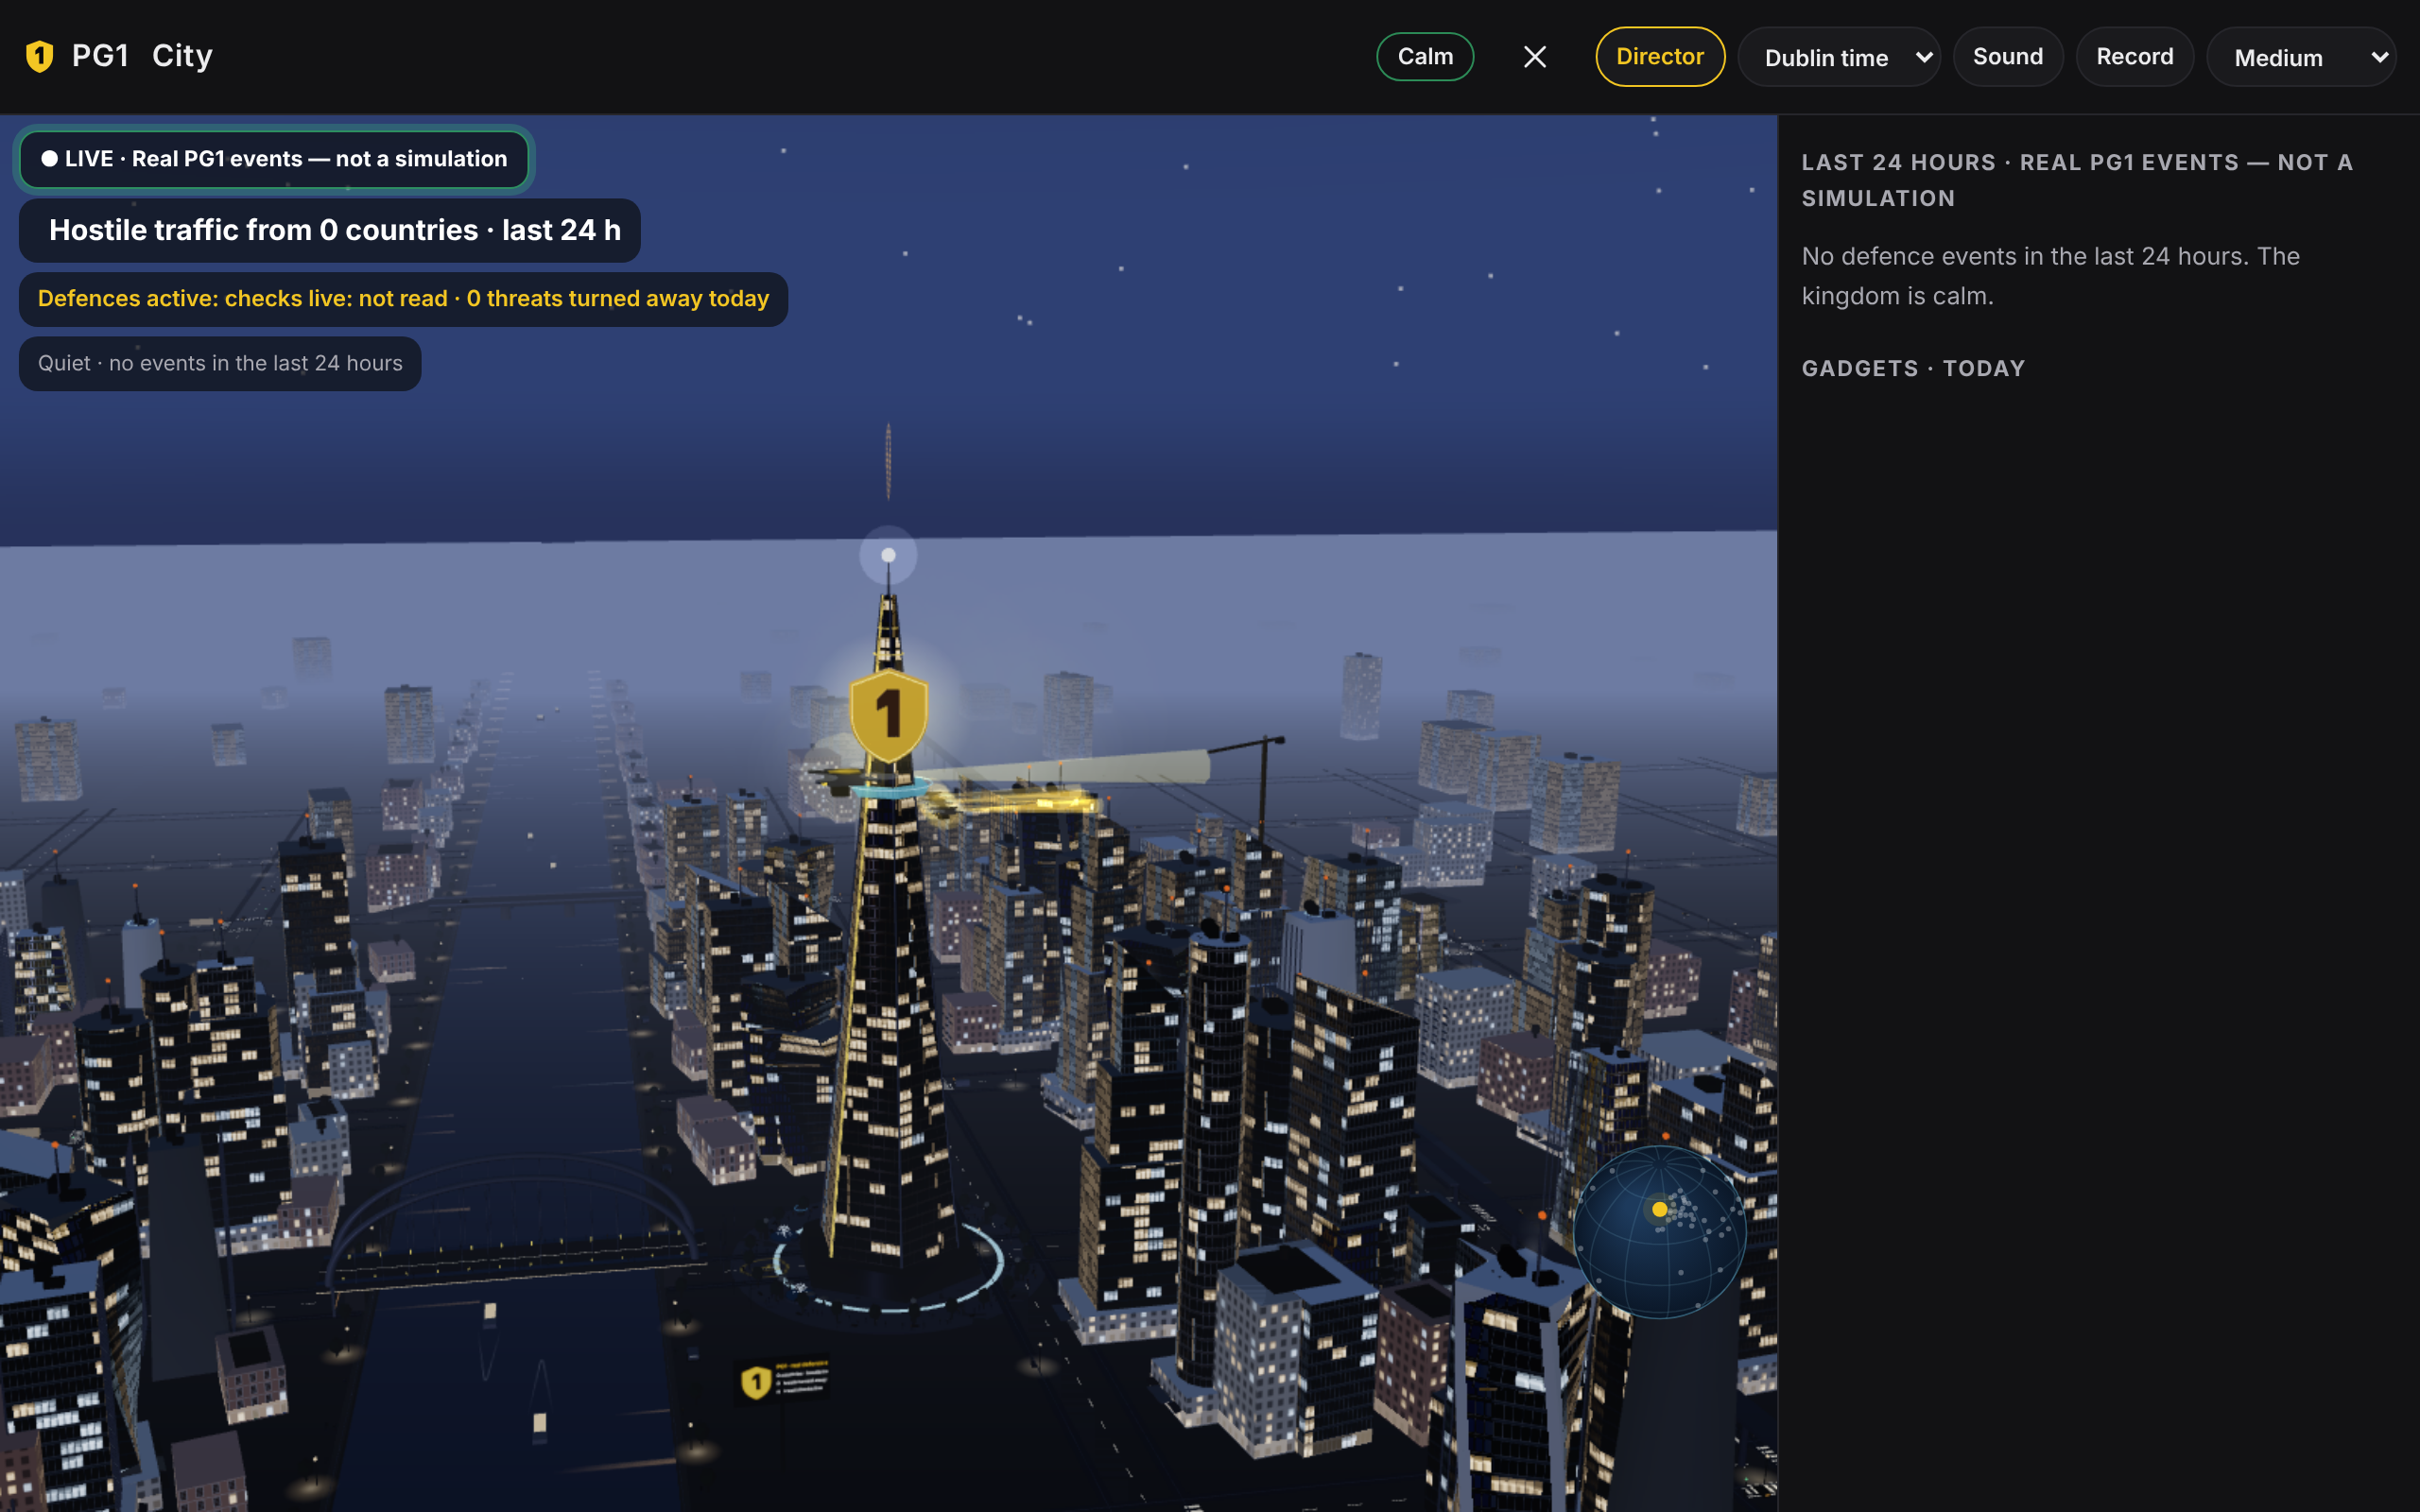 1 PG1 City
Calm
Director
Dublin time
Sound
Record
Medium
LIVE · Real PG1 events — not a simulation
Hostile traffic from 0 countries · last 24 h
Defences active: checks live: not read · 0 threats turned away today
Quiet · no events in the last 24 hours
1
1
LAST 24 HOURS · REAL PG1 EVENTS — NOT A
SIMULATION
No defence events in the last 24 hours. The
kingdom is calm.
GADGETS · TODAY